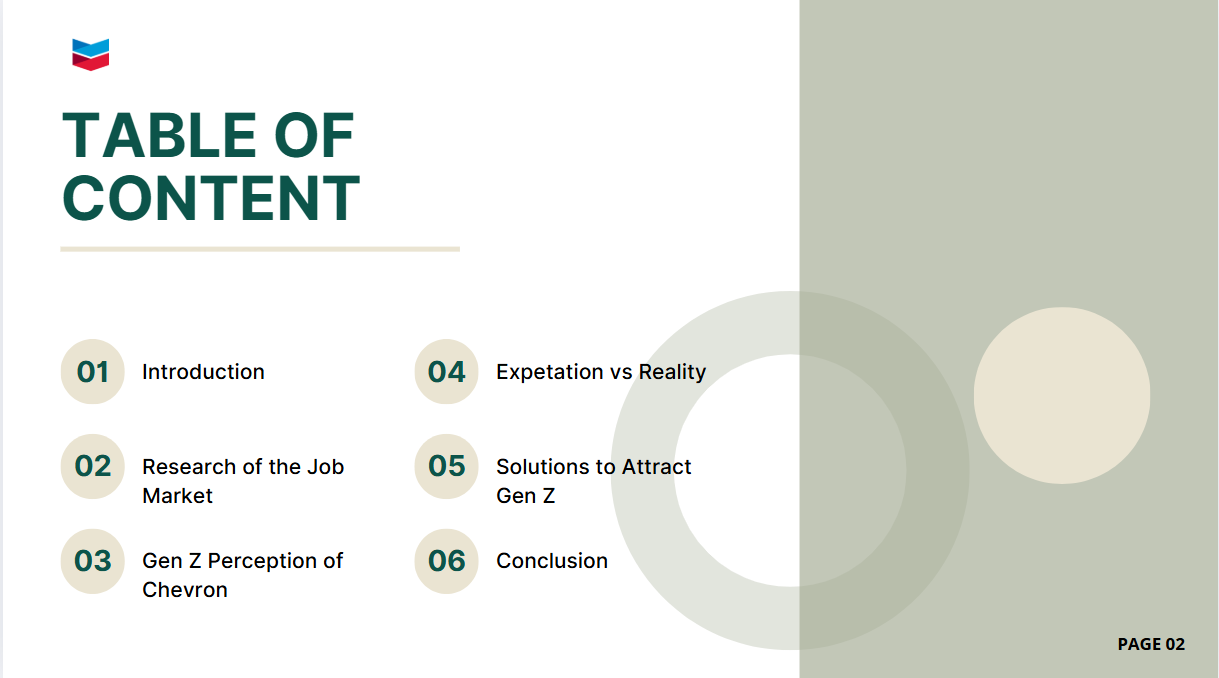 TABLE OF
CONTENT
01
Introduction
02
Research of the Job
Market
03
Gen Z Perception of
Chevron
04
Expetation vs Reality
05
Solutions to Attract
Gen Z
06
Conclusion
PAGE 02